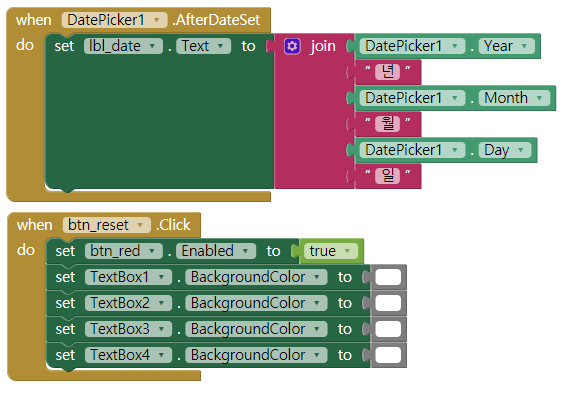 when DatePicker1 .AfterDateSet
do set lbl_date . Text to join DatePicker1 . Year
" 년 "
DatePicker1 . Month
" 월 "
DatePicker1 . Day
" 일 "
when btn_reset .Click
do set btn_red . Enabled to true
set TextBox1 . BackgroundColor to
set TextBox2 . BackgroundColor to
set TextBox3 . BackgroundColor to
set TextBox4 . BackgroundColor to